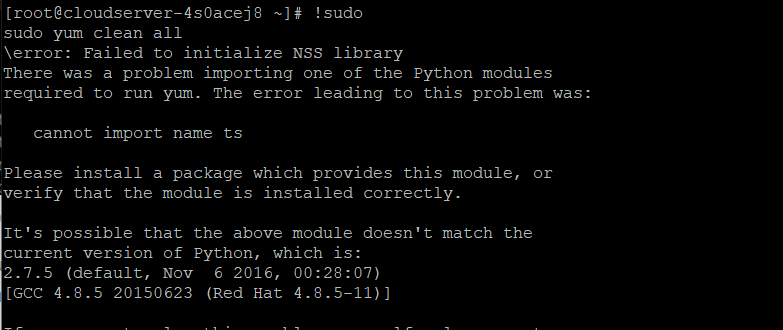 [root@cloudserver-4s0acej8 ~]# !sudo
sudo yum clean all
\error: Failed to initialize NSS library
There was a problem importing one of the Python modules
required to run yum. The error leading to this problem was:
cannot import name ts
Please install a package which provides this module, or
verify that the module is installed correctly.
It's possible that the above module doesn't match the
current version of Python, which is:
2.7.5 (default, Nov  6 2016, 00:28:07)
[GCC 4.8.5 20150623 (Red Hat 4.8.5-11)]